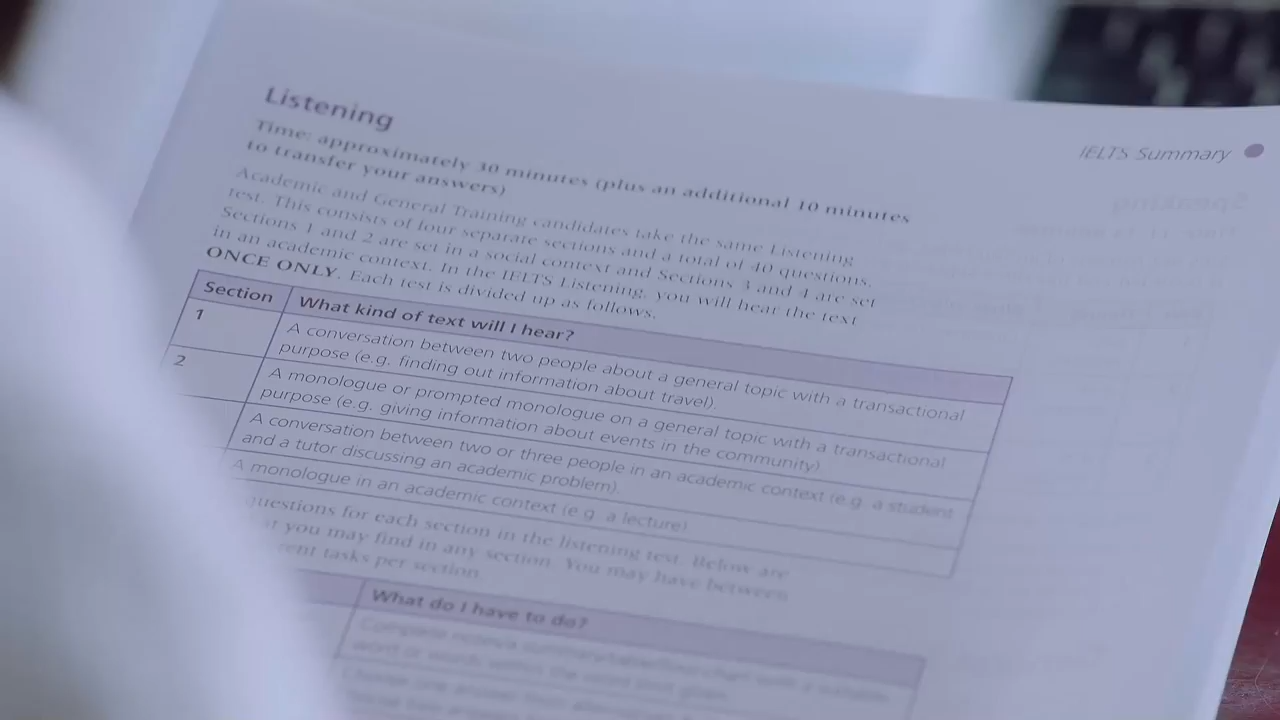 Listening
IELTS Summary
Time: approximately 30 minutes (plus an additional 10 minutes
to transfer your answers)
Academic and General Training candidates take the same Listening
test. This consists of four separate sections and a total of 40 questions.
Sections 1 and 2 are set in a social context and Sections 3 and 4 are set
in an academic context. In the IELTS Listening, you will hear the text
ONCE ONLY. Each test is divided up as follows.
Section What kind of text will I hear?
1 A conversation between two people about a general topic with a transactional
purpose (e.g. finding out information about travel).
2 A monologue or prompted monologue on a general topic with a transactional
purpose (e.g. giving information about events in the community).
A conversation between two or three people in an academic context (e.g. a student
and a tutor discussing an academic problem).
A monologue in an academic context (e.g. a lecture).
questions for each section in the listening test. Below are
you may find in any section. You may have between
tasks per section.
What do I have to do?